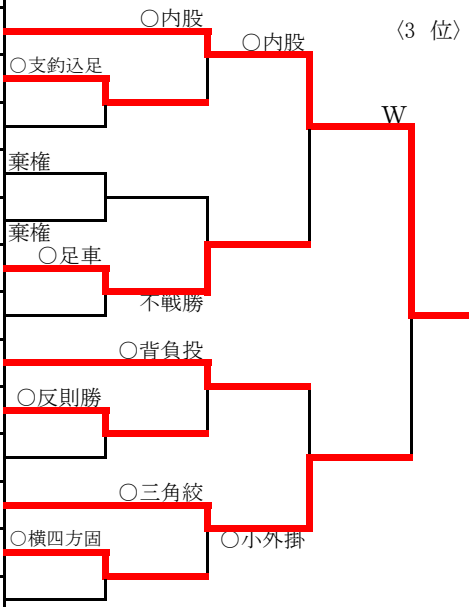 ○内股
〈3 位〉
○内股
○支釣込足
W
棄権
棄権
○足車
不戦勝
○背負投
○反則勝
○三角絞
○横四方固
○小外掛